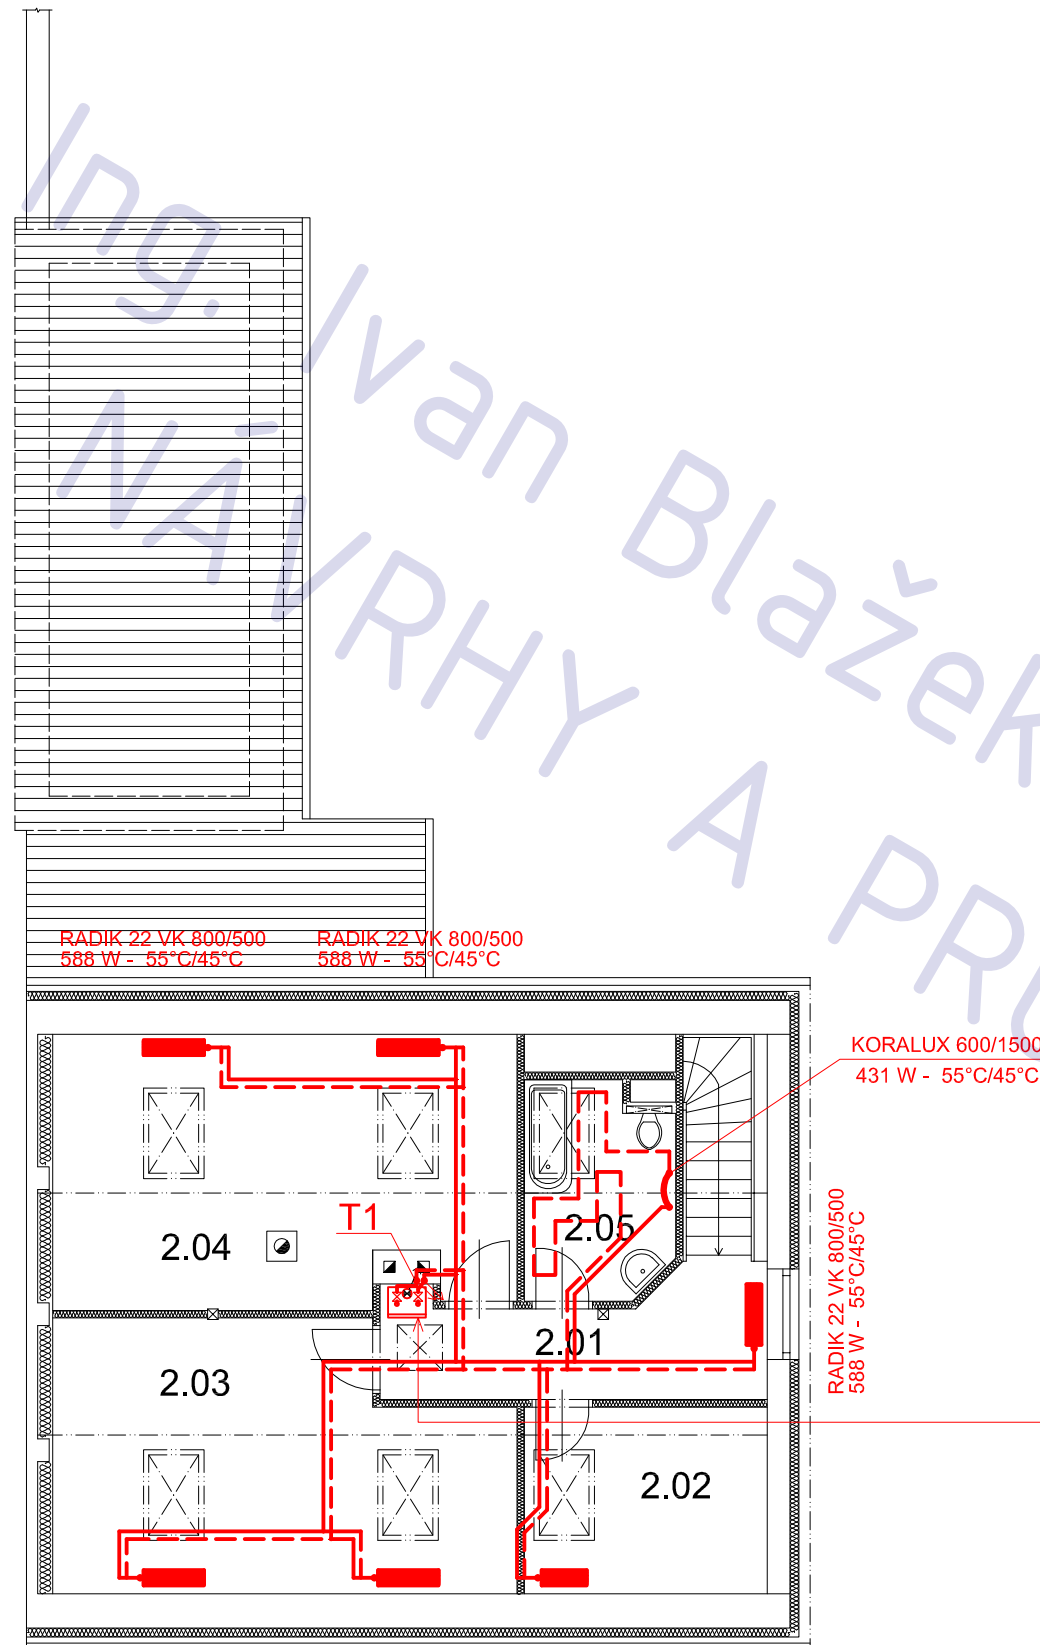 Ing. Ivan Blažek
NÁVRHY A PRO
RADIK 22 VK 800/500
588 W - 55°C/45°C
RADIK 22 VK 800/500
588 W - 55°C/45°C
KORALUX 600/1500
431 W - 55°C/45°C
RADIK 22 VK 800/500
588 W - 55°C/45°C
T1
2.04
2.05
2.01
2.03
2.02